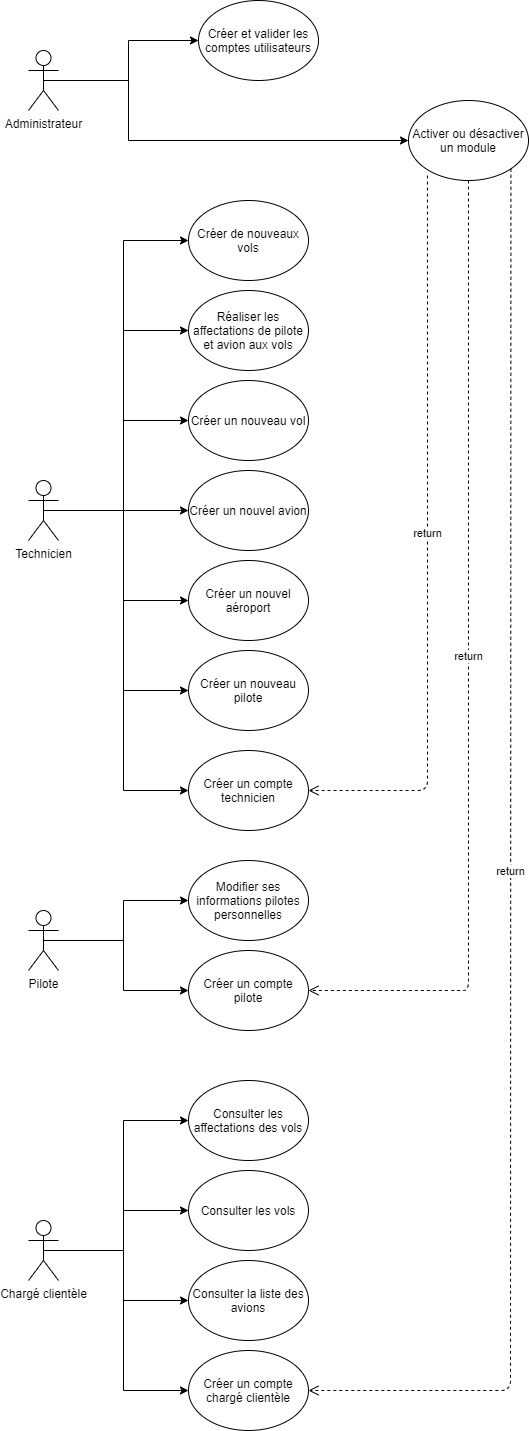 Créer et valider les
comptes utilisateurs
Administrateur
Activer ou désactiver
un module
Créer de nouveaux
vols
Réaliser les
affectations de pilote
et avion aux vols
Créer un nouveau vol
Technicien
Créer un nouvel avion
return
Créer un nouvel
aéroport
return
Créer un nouveau
pilote
Créer un compte
technicien
return
Modifier ses
informations pilotes
personnelles
Pilote
Créer un compte
pilote
Consulter les
affectations des vols
Consulter les vols
Chargé clientèle
Consulter la liste des
avions
Créer un compte
chargé clientèle